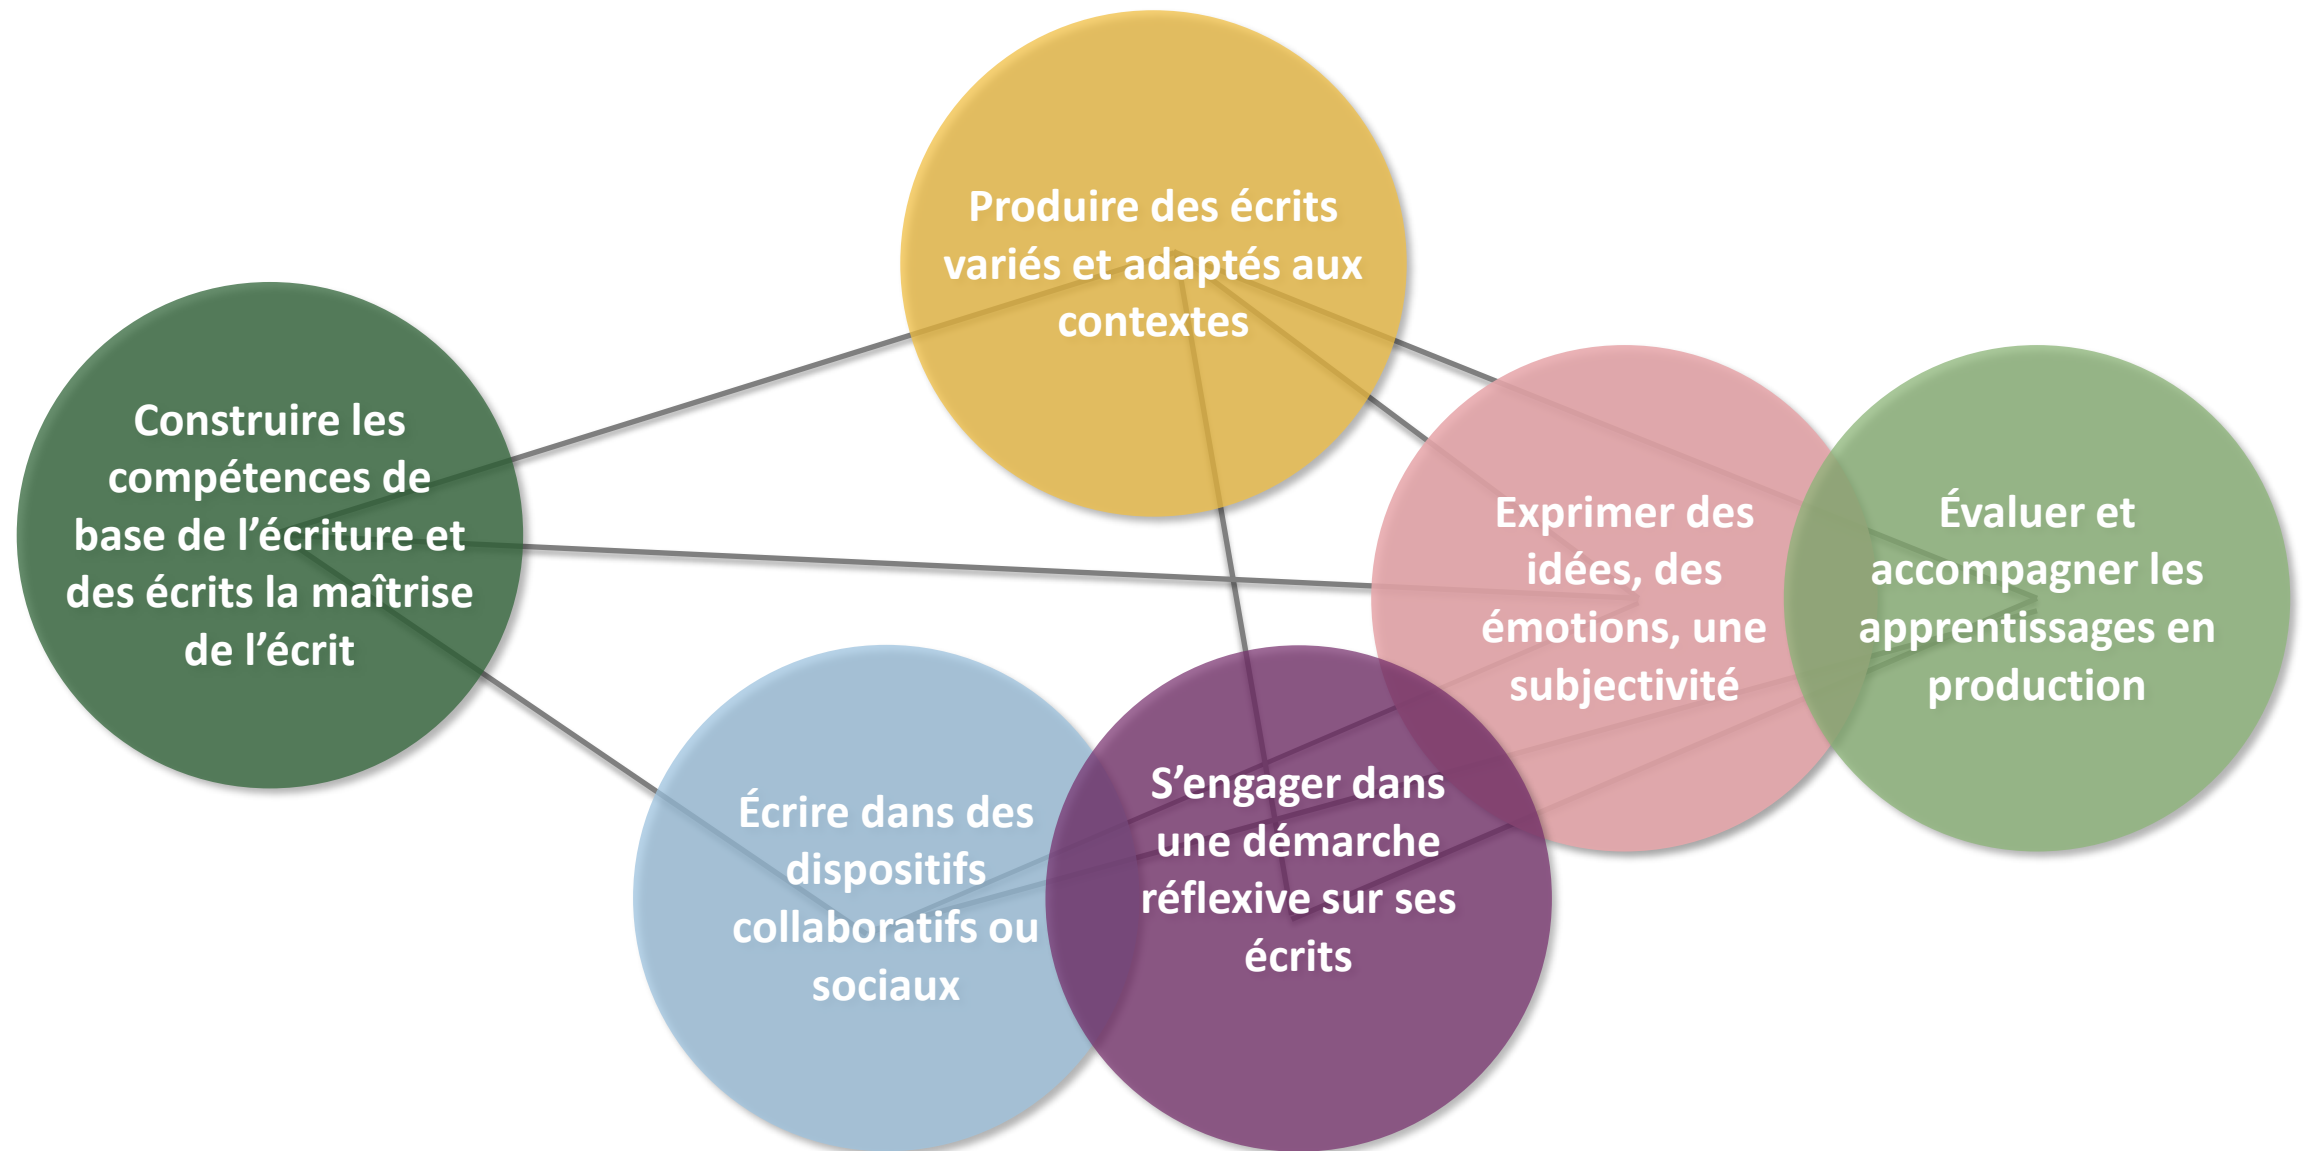 Produire des écrits
variés et adaptés aux
contextes
Construire les
compétences de
base de l'écriture et
des écrits la maîtrise
de l'écrit
Exprimer des
idées, des
émotions, une
subjectivité
Évaluer et
accompagner les
apprentissages en
production
Écrire dans des
dispositifs
collaboratifs ou
sociaux
S'engager dans
une démarche
réflexive sur ses
écrits